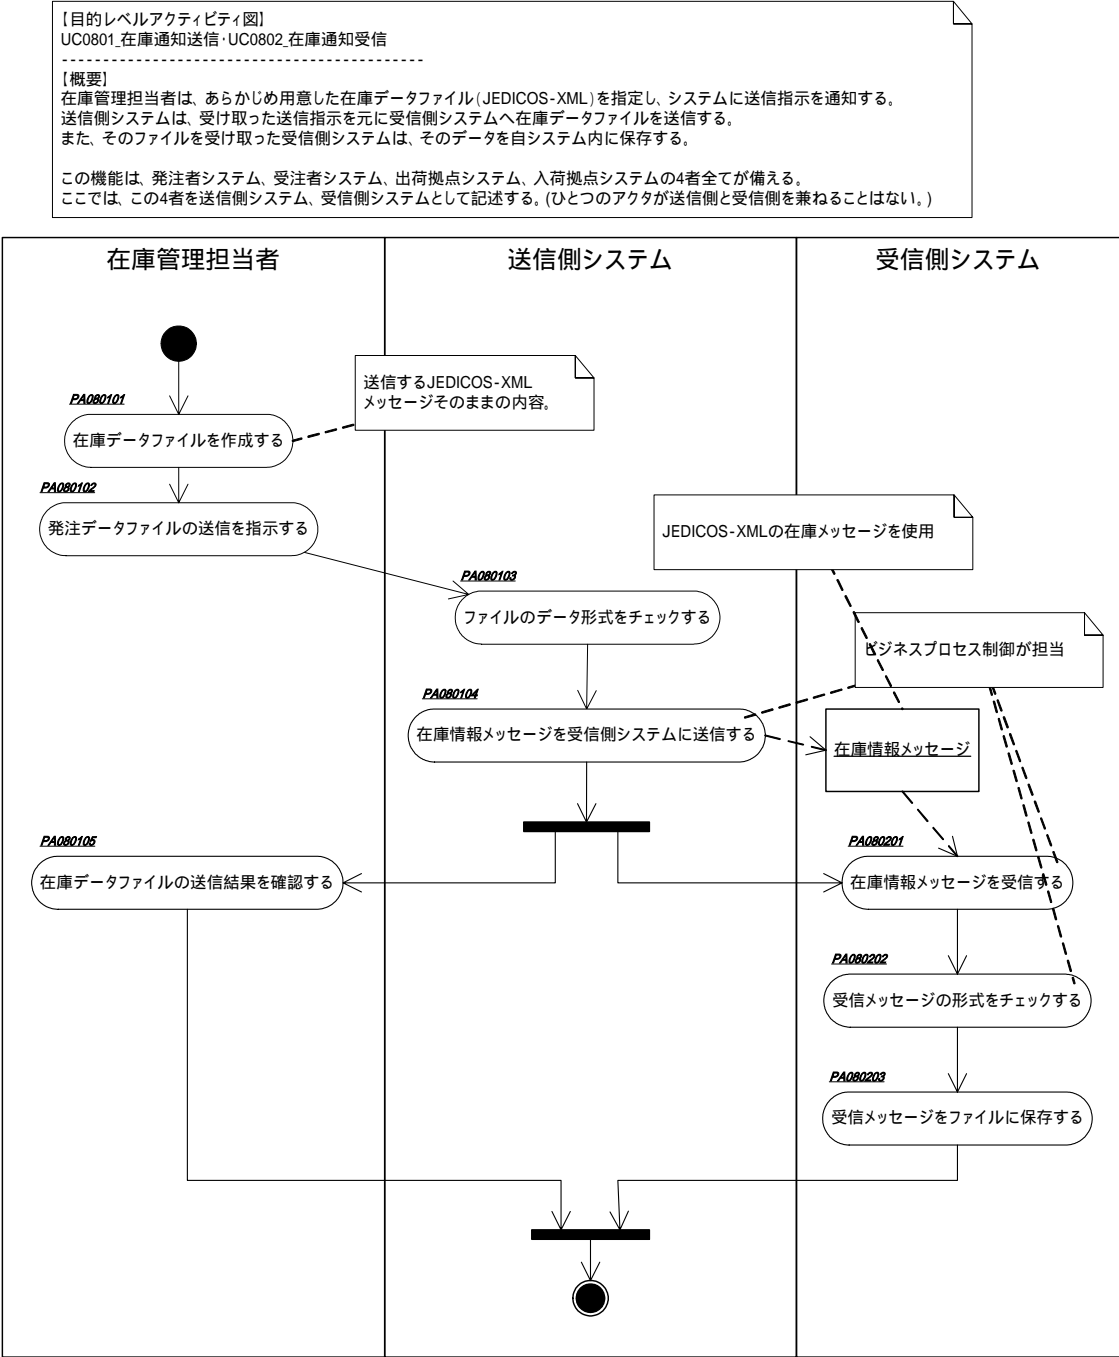 【目的レベルアクティビティ図】
UC0801_在庫通知送信・UC0802_在庫通知受信
--------------------------------------------
【概要】
在庫管理担当者は、あらかじめ用意した在庫データファイル(JEDICOS-XML)を指定し、システムに送信指示を通知する。
送信側システムは、受け取った送信指示を元に受信側システムへ在庫データファイルを送信する。
また、そのファイルを受け取った受信側システムは、そのデータを自システム内に保存する。
この機能は、発注者システム、受注者システム、出荷拠点システム、入荷拠点システムの4者全てが備える。
ここでは、この4者を送信側システム、受信側システムとして記述する。(ひとつのアクタが送信側と受信側を兼ねることはない。)
在庫管理担当者
送信側システム
受信側システム
送信するJEDICOS-XML
メッセージそのままの内容。
PA080101
在庫データファイルを作成する
PA080102
発注データファイルの送信を指示する
JEDICOS-XMLの在庫メッセージを使用
PA080103
ファイルのデータ形式をチェックする
ビジネスプロセス制御が担当
PA080104
在庫情報メッセージを受信側システムに送信する
在庫情報メッセージ
PA080105
在庫データファイルの送信結果を確認する
PA080201
在庫情報メッセージを受信する
PA080202
受信メッセージの形式をチェックする
PA080203
受信メッセージをファイルに保存する